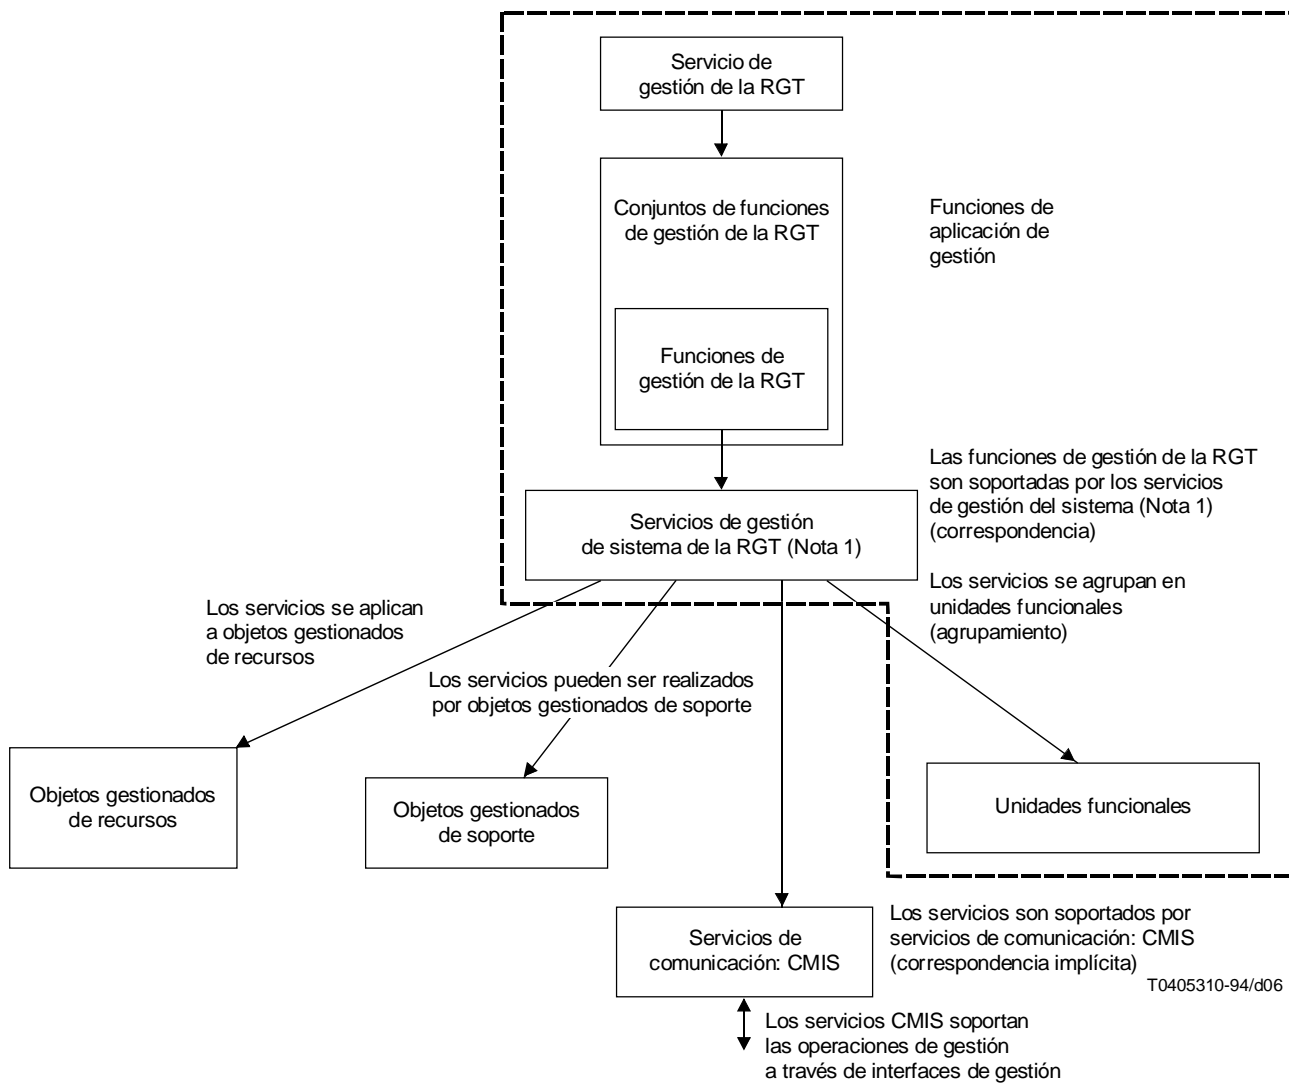 Servicio de
gestión de la RGT
Conjuntos de funciones
de gestión de la RGT
Funciones de
aplicación de
gestión
Funciones de
gestión de la RGT
Las funciones de gestión de la RGT
son soportadas por los servicios
de gestión del sistema (Nota 1)
(correspondencia)
Servicios de gestión
de sistema de la RGT (Nota 1)
Los servicios se agrupan en
unidades funcionales
(agrupamiento)
Los servicios se aplican
a objetos gestionados
de recursos
Los servicios pueden ser realizados
por objetos gestionados de soporte
Objetos gestionados
de recursos
Objetos gestionados
de soporte
Unidades funcionales
Servicios de
comunicación: CMIS
Los servicios son soportados por
servicios de comunicación: CMIS
(correspondencia implícita)
T0405310-94/d06
Los servicios CMIS soportan
las operaciones de gestión
a través de interfaces de gestión